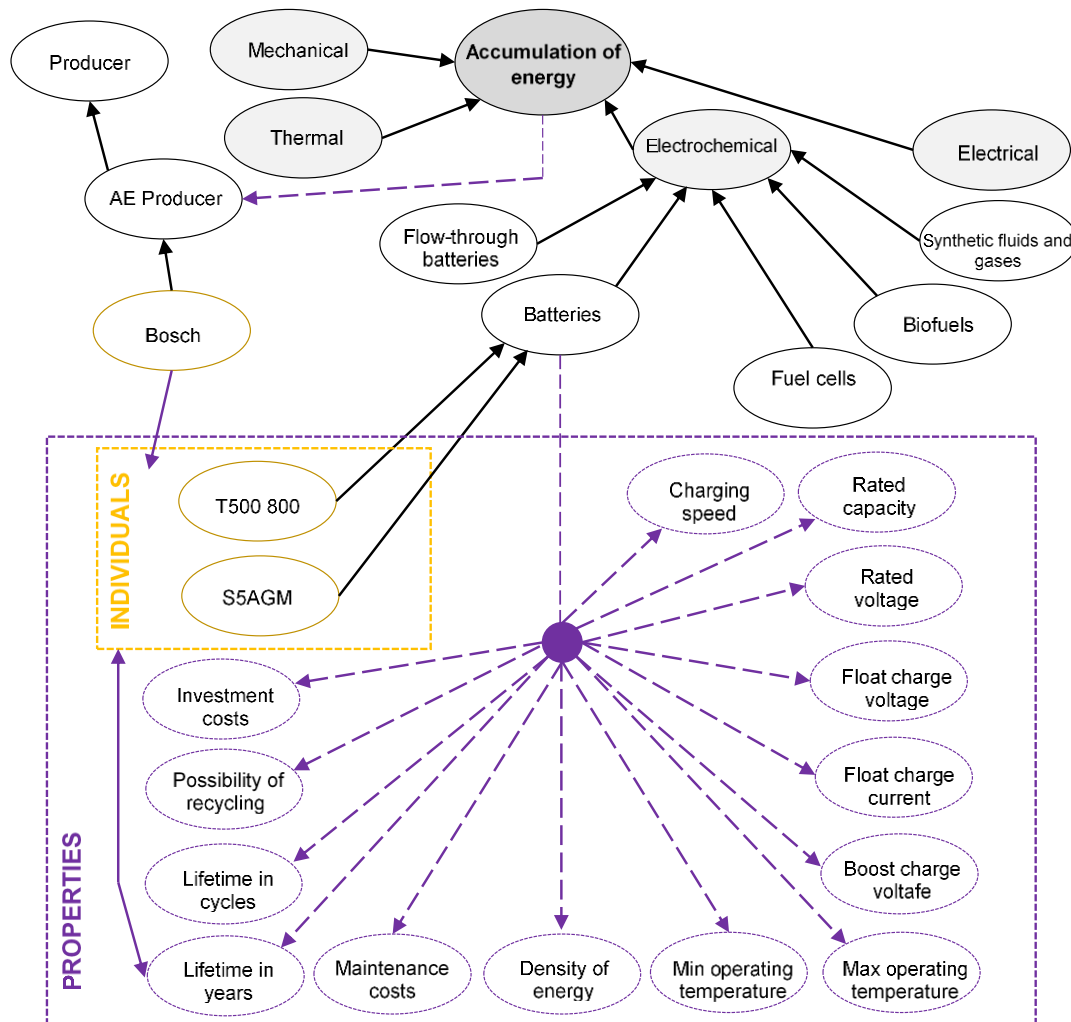 Producer
Mechanical
Accumulation of
energy
Thermal
Electrochemical
Electrical
AE Producer
Flow-through
batteries
Synthetic fluids and
gases
Bosch
Batteries
Biofuels
Fuel cells
INDIVIDUALS
T500 800
S5AGM
Charging
speed
Rated
capacity
Rated
voltage
Float charge
voltage
Float charge
current
Boost charge
voltafe
PROPERTIES
Investment
costs
Possibility of
recycling
Lifetime in
cycles
Lifetime in
years
Maintenance
costs
Density of
energy
Min operating
temperature
Max operating
temperature